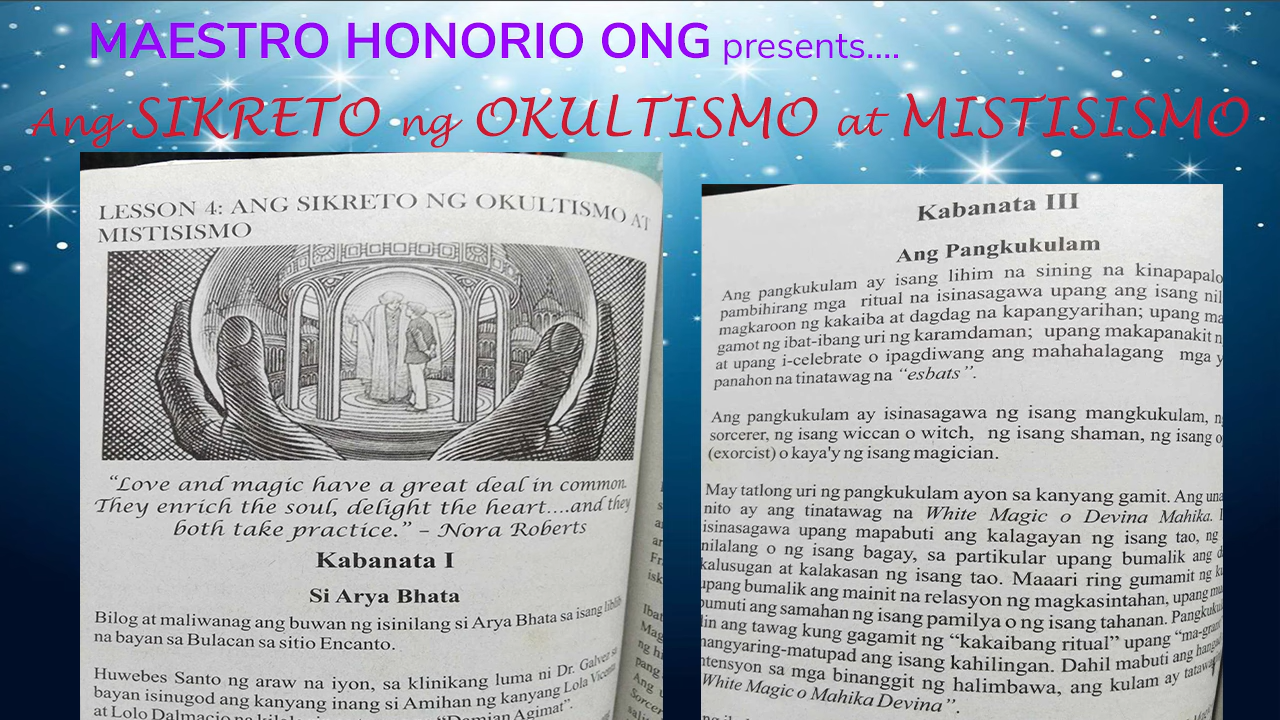 MAESTRO HONORIO ONG presents....
Ang SIKRETO ng OKULTISMO at MISTISISMO
LESSON 4: ANG SIKRETO NG OKULTISMO AT
MISTISISMO
“Love and magic have a great deal in common.
They enrich the soul, delight the heart....and they
both take practice.” – Nora Roberts
Kabanata I
Si Arya Bhata
Bilog at maliwanag ang buwan ng isinilang si Arya Bhata sa isang liblib
na bayan sa Bulacan sa sitio Encanto.
Huwebes Santo ng araw na iyon, sa klinikang luma ni Dr. Galvez sa
bayan isinugod ang kanyang inang si Amihan ng kanyang Lola Vicenta
at Lolo Dalmacio na “Damian Agimat”.
Kabanata III
Ang Pangkukulam
Ang pangkukulam ay isang lihim na sining na
pambihirang mga ritual na isinasagawa upang ang isang
magkaroon ng kakaiba at dagdag na kapangyarihan; upang
gamot ng ibat-ibang uri ng karamdaman; upang makapanakit
at upang i-celebrate o ipagdiwang ang mahahalagang mga
panahon na tinatawag na “esbats”.
Ang pangkukulam ay isinasagawa ng isang mangkukulam,
sorcerer, ng isang wiccan o witch, ng isang shaman, ng isang
(exorcist) o kaya'y ng isang magician.
May tatlong uri ng pangkukulam ayon sa kanyang gamit. Ang
nito ay ang tinatawag na White Magic o Devina Mahika.
isinasagawa upang mapabuti ang kalagayan ng isang tao, ng
nilalang o ng isang bagay, sa partikular upang bumalik ang
kalusugan at kalakasan ng isang tao. Maaari ring gumamit ng
upang bumalik ang mainit na relasyon ng magkasintahan, upang
bumuti ang samahan ng isang pamilya o ng isang tahanan.
din ang tawag kung gagamit ng “kakaibang ritual” upang
mangyaring-matupad ang isang kahilingan. Dahil mabuti ang
intensyon sa mga binanggit ng halimbawa, ang kulam ay
“White Magic o Mahika Devina”.